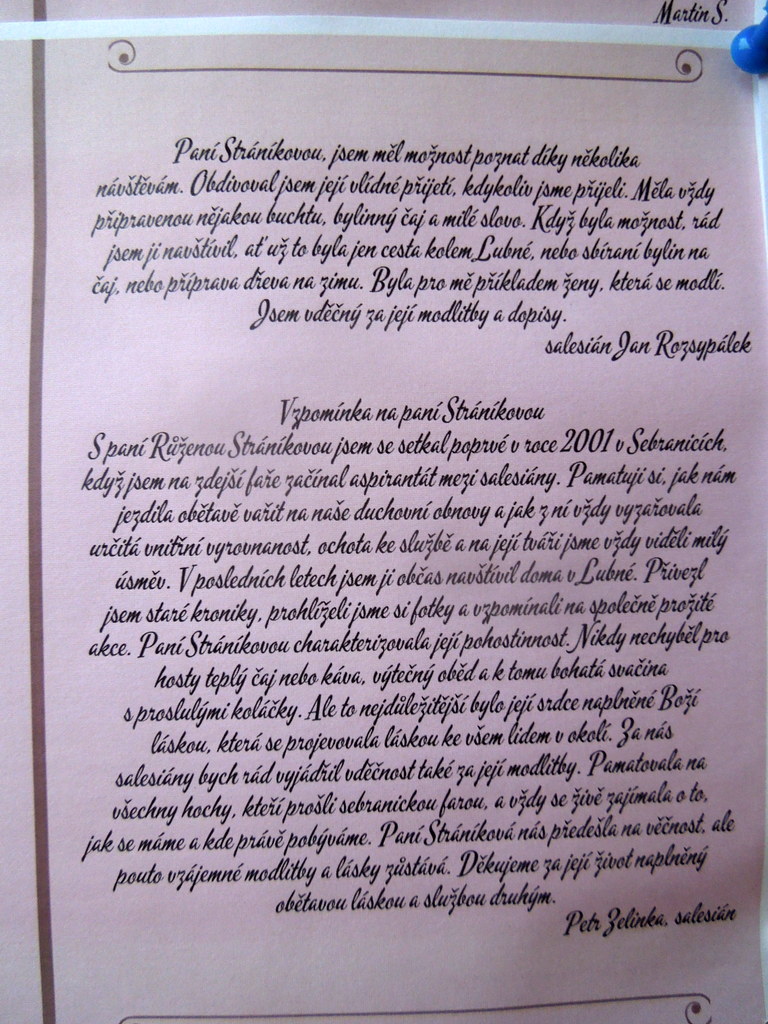 Martin S.
Paní Stráníkovou, jsem měl možnost poznat díky několika
návštěvám. Obdivoval jsem její vlídné přijetí, kdykoliv jsme přijeli. Měla vždy
připravenou nějakou buchtu, bylinný čaj a milé slovo. Když byla možnost, rád
jsem ji navštívil, ať už to byla jen cesta kolem Lubné, nebo sbíraní bylin na
čaj, nebo příprava dřeva na zimu. Byla pro mě příkladem ženy, která se modlí.
Jsem vděčný za její modlitby a dopisy.
salesián Jan Rozsypálek
Vzpomínka na paní Stráníkovou
S paní Růženou Stráníkovou jsem se setkal poprvé v roce 2001 v Sebranicích,
když jsem na zdejší faře začínal aspirantát mezi salesiány. Pamatuji si, jak nám
jezdila obětavě vařit na naše duchovní obnovy a jak z ní vždy vyzařovala
určitá vnitřní vyrovnanost, ochota ke službě a na její tváři jsme vždy viděli milý
úsměv. V posledních letech jsem ji občas navštívil doma v Lubné. Přivezl
jsem staré kroniky, prohlíželi jsme si fotky a vzpomínali na společně prožité
akce. Paní Stráníkovou charakterizovala její pohostinnost. Nikdy nechyběl pro
hosty teplý čaj nebo káva, výtečný oběd a k tomu bohatá svačina
s proslulými koláčky. Ale to nejdůležitější bylo její srdce naplněné Boží
láskou, která se projevovala láskou ke všem lidem v okolí. Za nás
salesiány bych rád vyjádřil vděčnost také za její modlitby. Pamatovala na
všechny hochy, kteří prošli sebranickou farou, a vždy se živě zajímala o to,
jak se máme a kde právě pobýváme. Paní Stráníková nás předešla na věčnost, ale
pouto vzájemné modlitby a lásky zůstává. Děkujeme za její život naplněný
obětavou láskou a službou druhým.
Petr Zelinka, salesián